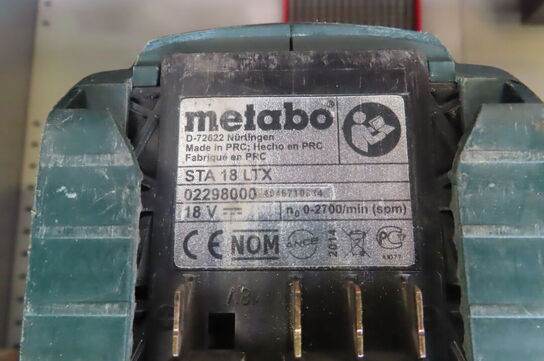 metabo®
D-72622 Nürtingen
Made in PRC; Hecho en PRC
Fabriqué en PRC
STA 18 LTX
02298000
18 V n₀ 0-2700/min (spm)
CE NOM 2014
18V